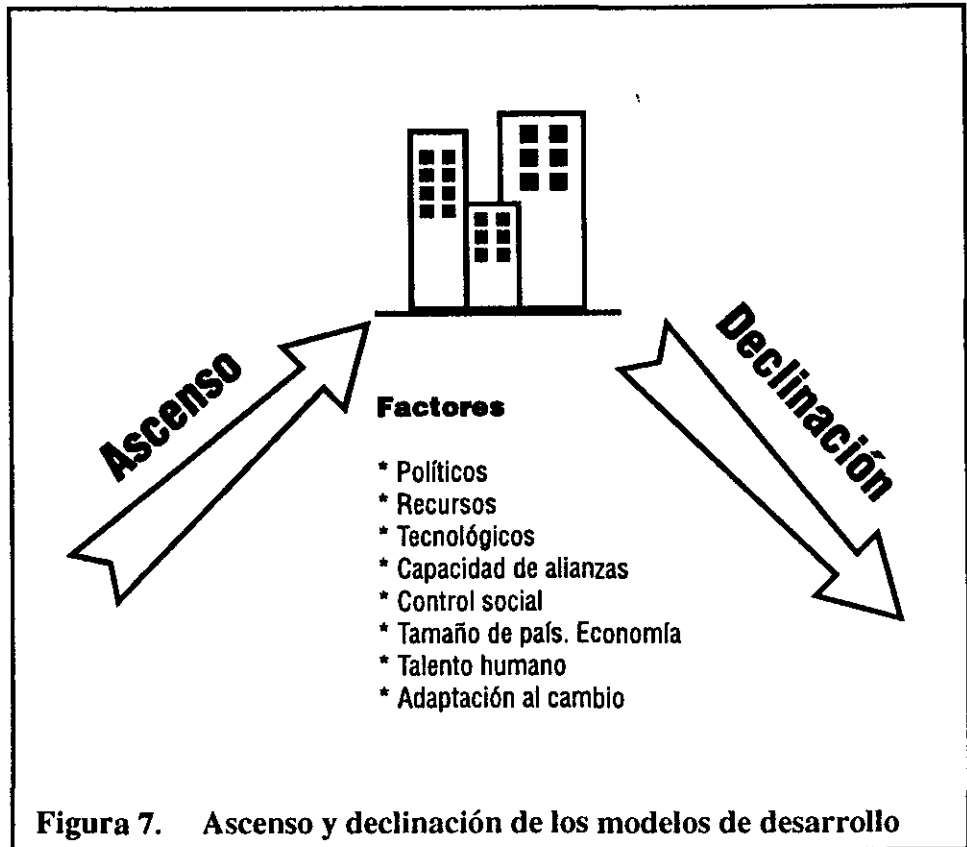 Ascenso
Declinación
Factores
* Políticos
* Recursos
* Tecnológicos
* Capacidad de alianzas
* Control social
* Tamaño de país. Economía
* Talento humano
* Adaptación al cambio
Figura 7. Ascenso y declinación de los modelos de desarrollo